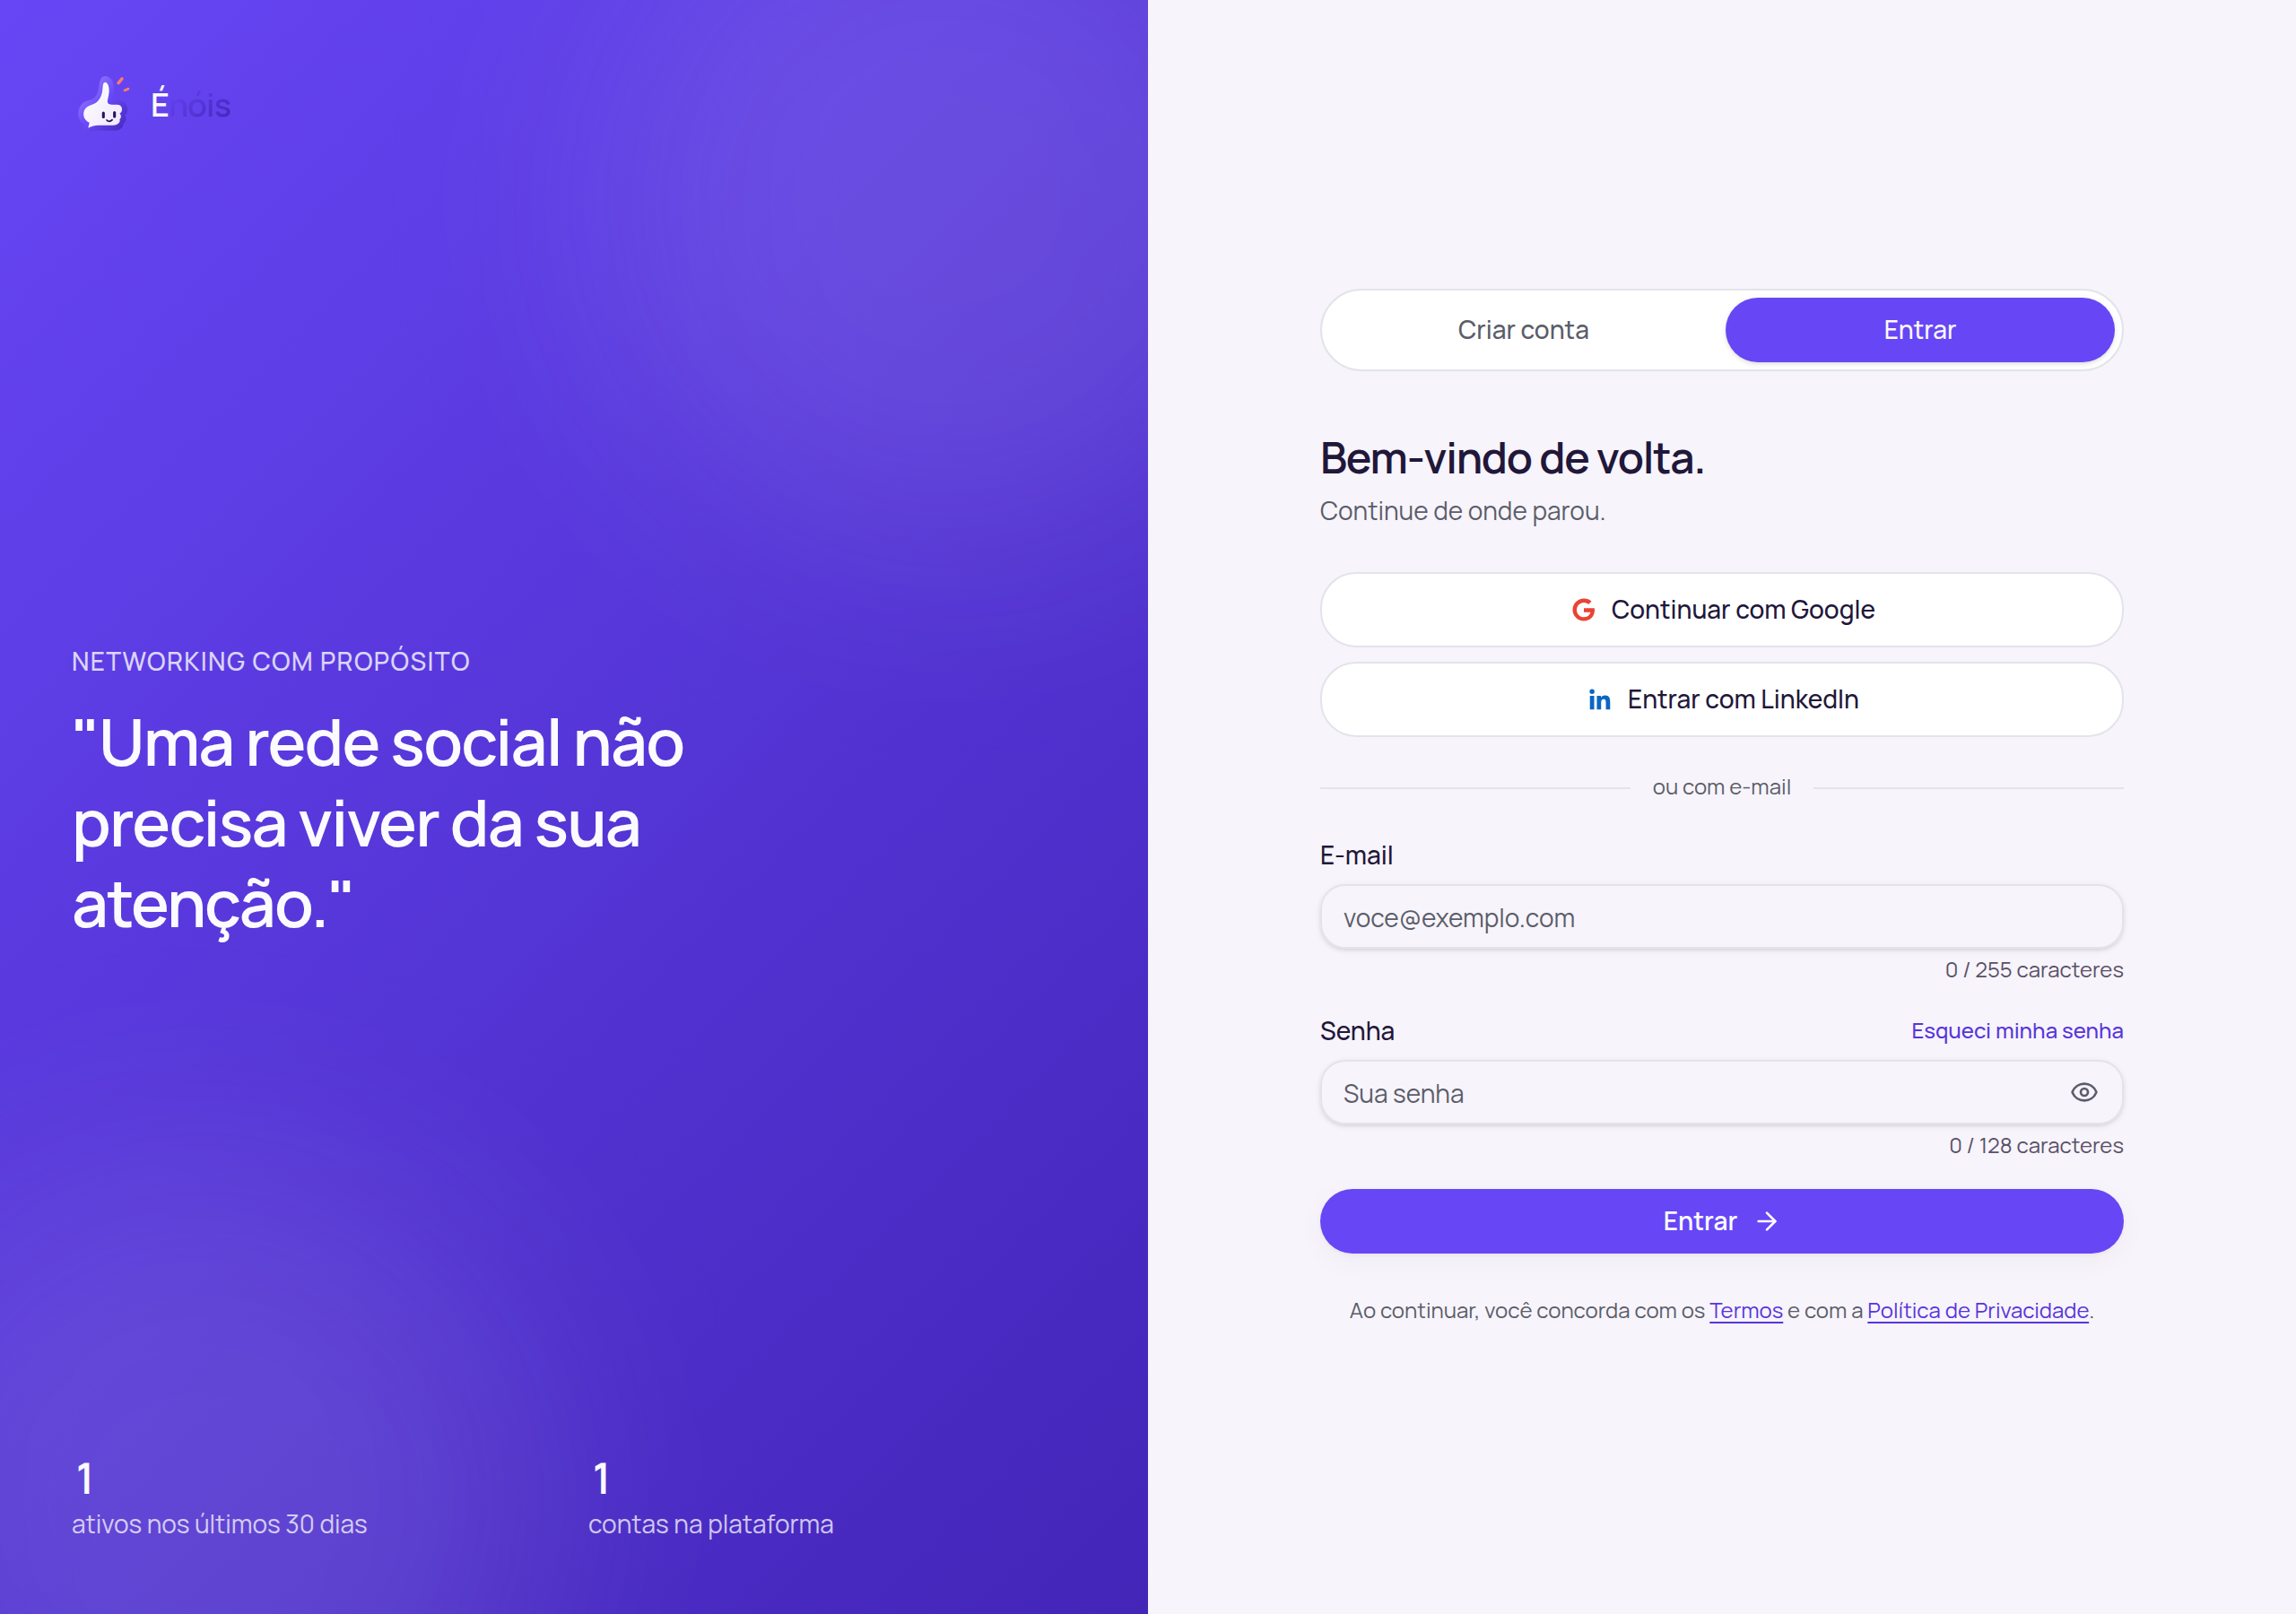 Énóis
NETWORKING COM PROPÓSITO
"Uma rede social não
precisa viver da sua
atenção."
1
ativos nos últimos 30 dias
1
contas na plataforma
Criar conta
Entrar
Bem-vindo de volta.
Continue de onde parou.
Continuar com Google
Entrar com LinkedIn
ou com e-mail
E-mail
voce@exemplo.com
0 / 255 caracteres
Senha
Esqueci minha senha
Sua senha
0 / 128 caracteres
Entrar
Ao continuar, você concorda com os Termos e com a Política de Privacidade.